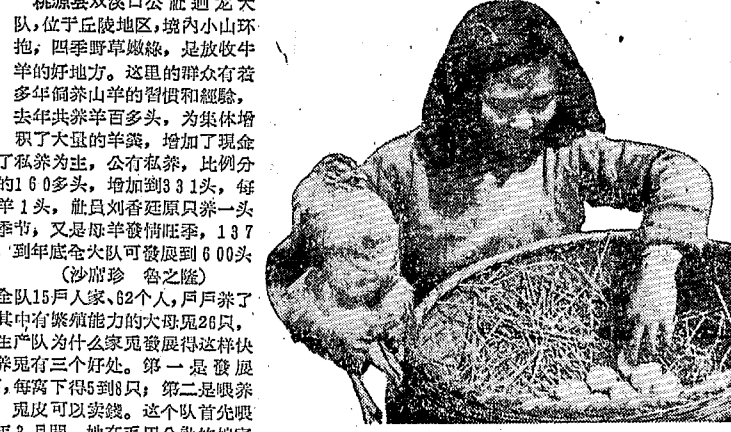 桃源县双溪口公社迴龙大
队,位于丘陵地区,境內小山环
抱,四季野草嫩綠,是放收牛
羊的好地方。这里的群众有着
多年飼养山羊的習慣和經驗,
去年共养羊百多头,为集体增
积了大量的羊粪,增加了現金
了私养为主,公有私养,比例分
的160多头,增加到331头,每
羊1头,社員刘香廷原只养一头
季节,又是母羊發情旺季,137
到年底全大队可發展到600头
(沙席珍 魯之隆)
全队15戶人家、62个人,戶戶养了
其中有繁殖能力的大母兎26只,
生产队为什么家兎發展得这样快
养兎有三个好处。第一是發展
,每窝下得5到8只;第二是喂养
兎皮可以卖錢。这个队首先喂